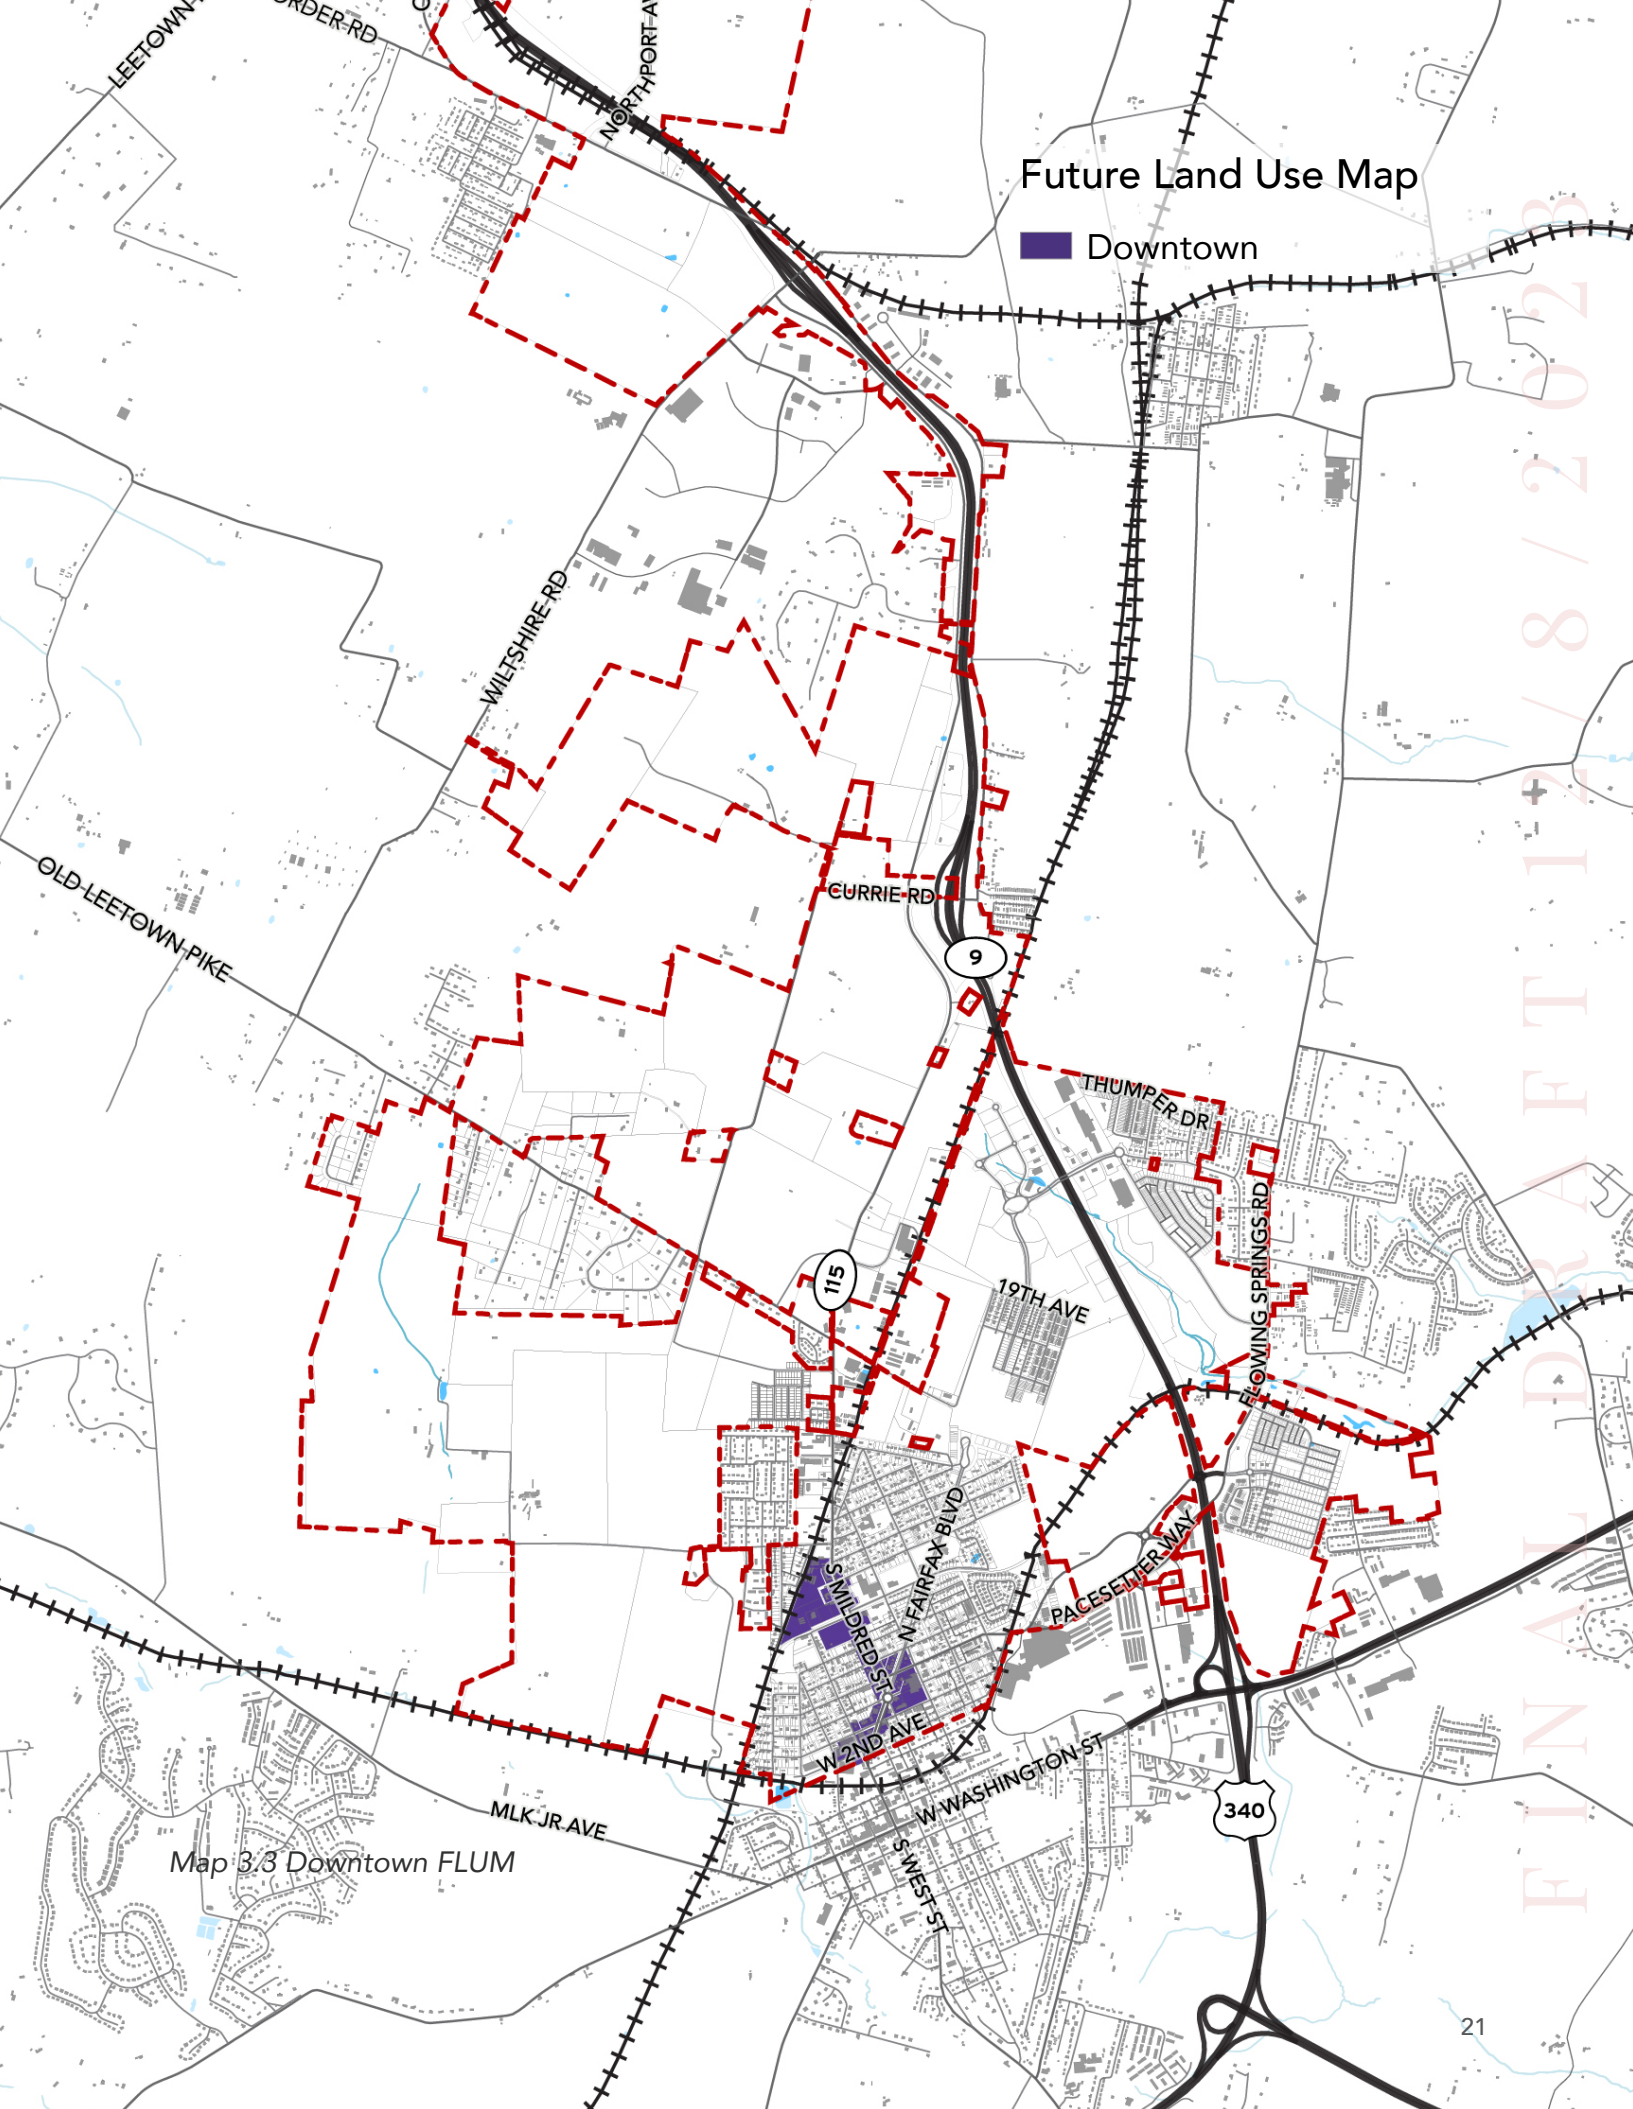 LEETOWN
ORDER RD
NORTHPORT AV
Future Land Use Map
Downtown
WILTSHIRE RD
OLD LEETOWN PIKE
CURRIE RD
9
THUMPER DR
FLOWING SPRINGS RD
115
19TH AVE
N FAIRFAX BLVD
PACESETTER WAY
S MILDRED ST
W 2ND AVE
W WASHINGTON ST
340
MLK JR AVE
S WEST ST
Map 3.3 Downtown FLUM
21
FINAL DRAFT 12/8/2023